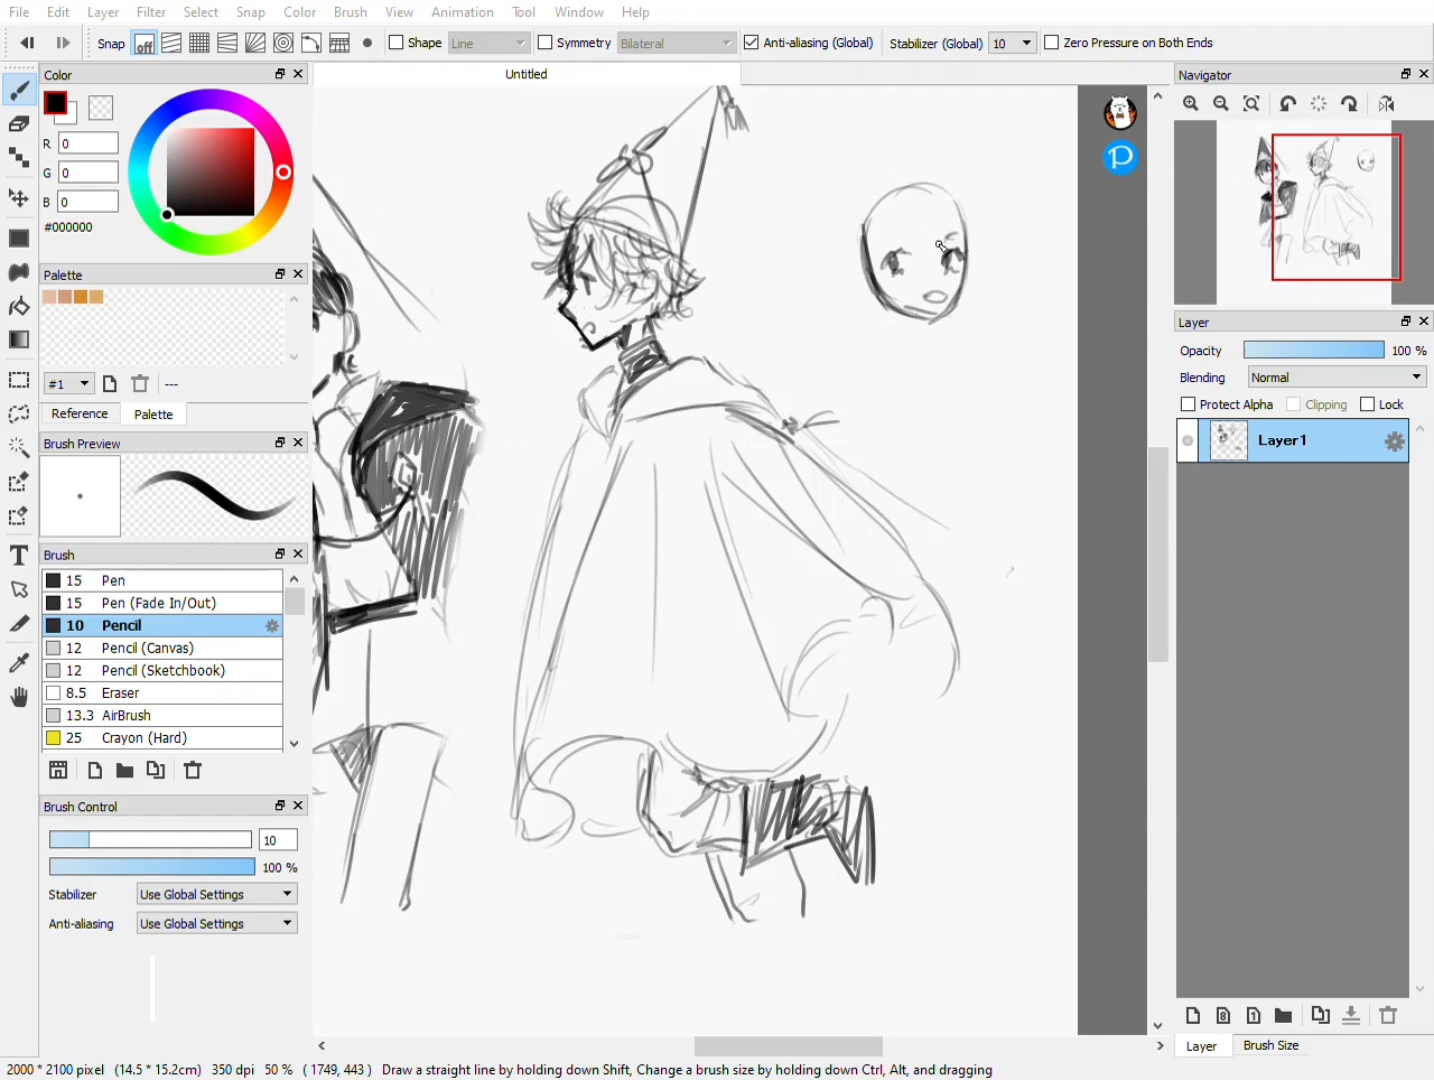 File Edit Layer Filter Select Snap Color Brush View Animation Tool Window Help
Snap off Shape Line Symmetry Bilateral Anti-aliasing (Global) Stabilizer (Global) 10 Zero Pressure on Both Ends
Color
Untitled
Navigator
R 0
G 0
B 0
#000000
Palette
#1 ---
Reference Palette
Brush Preview
Brush
15 Pen
15 Pen (Fade In/Out)
10 Pencil
12 Pencil (Canvas)
12 Pencil (Sketchbook)
8.5 Eraser
13.3 AirBrush
25 Crayon (Hard)
Brush Control
10
100 %
Stabilizer Use Global Settings
Anti-aliasing Use Global Settings
P
Layer
Opacity 100 %
Blending Normal
Protect Alpha Clipping Lock
Layer1
8 1
Layer Brush Size
2000 * 2100 pixel (14.5 * 15.2cm) 350 dpi 50 % ( 1749, 443 ) Draw a straight line by holding down Shift, Change a brush size by holding down Ctrl, Alt, and dragging